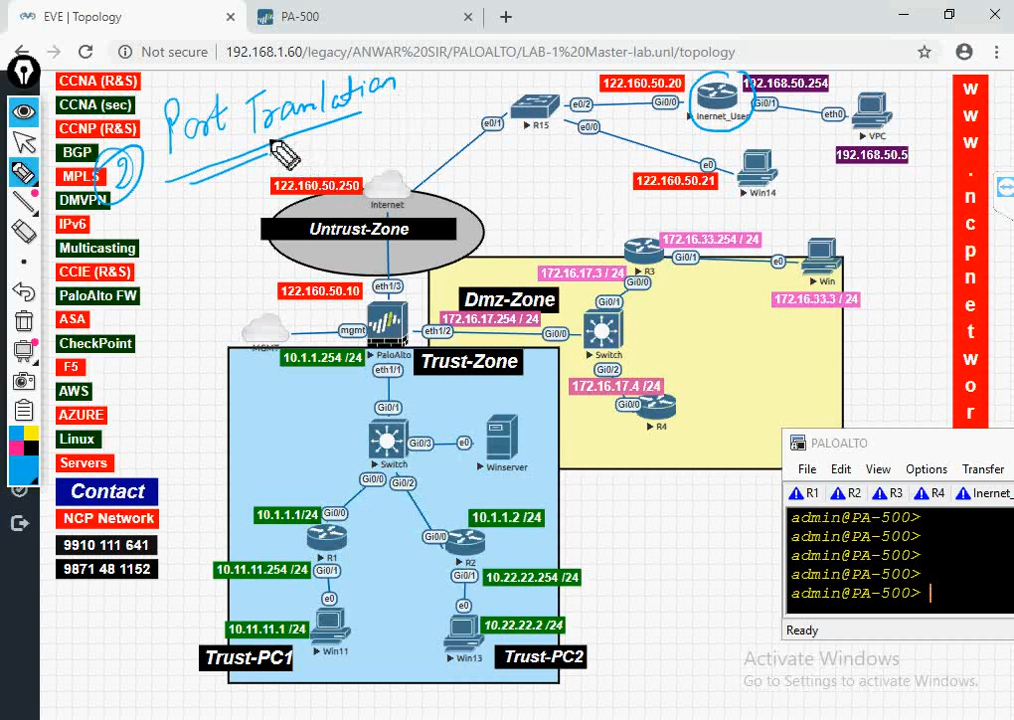 EVE | Topology
PA-500
Not secure
192.168.1.60/legacy/ANWAR%20SIR/PALOALTO/LAB-1%20Master-lab.unl/topology
CCNA (R&S)
CCNA (sec)
CCNP (R&S)
BGP
MPLS
DMVPN
IPv6
Multicasting
CCIE (R&S)
PaloAlto FW
ASA
CheckPoint
F5
AWS
AZURE
Linux
Servers
Contact
NCP Network
9910 111 641
9871 48 1152
Port Tranlation
122.160.50.20
192.168.50.254
e0/2
Gi0/0
Gi0/1
Inernet_User
eth0
VPC
192.168.50.5
e0/1
R15
e0/0
e0
122.160.50.21
Win14
122.160.50.250
Internet
Untrust-Zone
eth1/3
122.160.50.10
172.16.33.254 / 24
R3
Gi0/1
e0
Win
172.16.33.3 / 24
172.16.17.3 / 24
Gi0/0
Dmz-Zone
Gi0/1
172.16.17.254 / 24
MGMT
mgmt
eth1/2
Gi0/0
Switch
10.1.1.254 /24
PaloAlto
Trust-Zone
eth1/1
Gi0/2
172.16.17.4 / 24
Gi0/0
R4
Gi0/1
Switch
Gi0/3
e0
Winserver
Gi0/0
Gi0/2
10.1.1.1/24
Gi0/0
10.1.1.2 /24
Gi0/0
R1
R2
10.11.11.254 /24
Gi0/1
Gi0/1
10.22.22.254 /24
e0
e0
10.11.11.1 /24
10.22.22.2 /24
Win11
Win13
Trust-PC1
Trust-PC2
w
w
w
.
n
c
p
n
e
t
w
o
r
PALOALTO
File Edit View Options Transfer
R1 R2 R3 R4 Inernet_
admin@PA-500>
admin@PA-500>
admin@PA-500>
admin@PA-500>
admin@PA-500>
Ready
Activate Windows
Go to Settings to activate Windows.